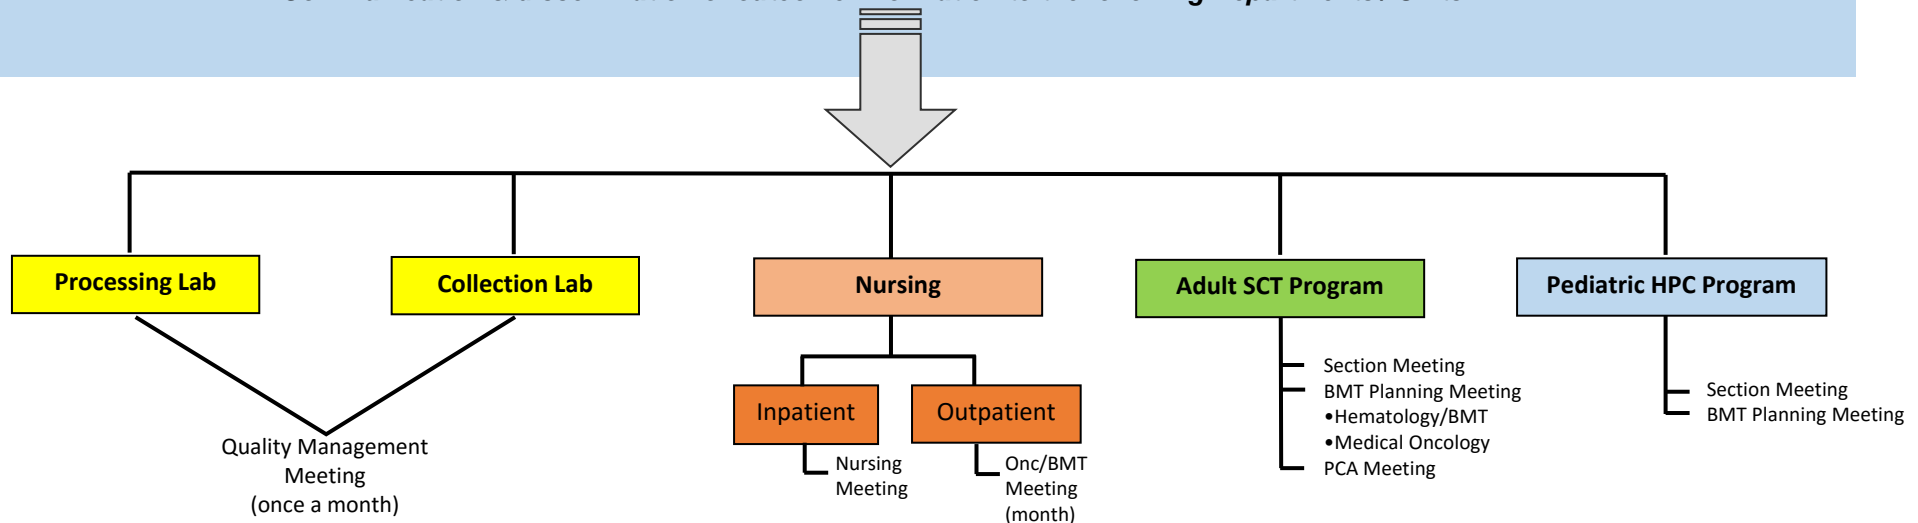 Processing Lab
Collection Lab
Nursing
Adult SCT Program
Pediatric HPC Program
Quality Management
Meeting
(once a month)
Inpatient
Outpatient
Nursing
Meeting
Onc/BMT
Meeting
(month)
Section Meeting
BMT Planning Meeting
•Hematology/BMT
•Medical Oncology
PCA Meeting
Section Meeting
BMT Planning Meeting